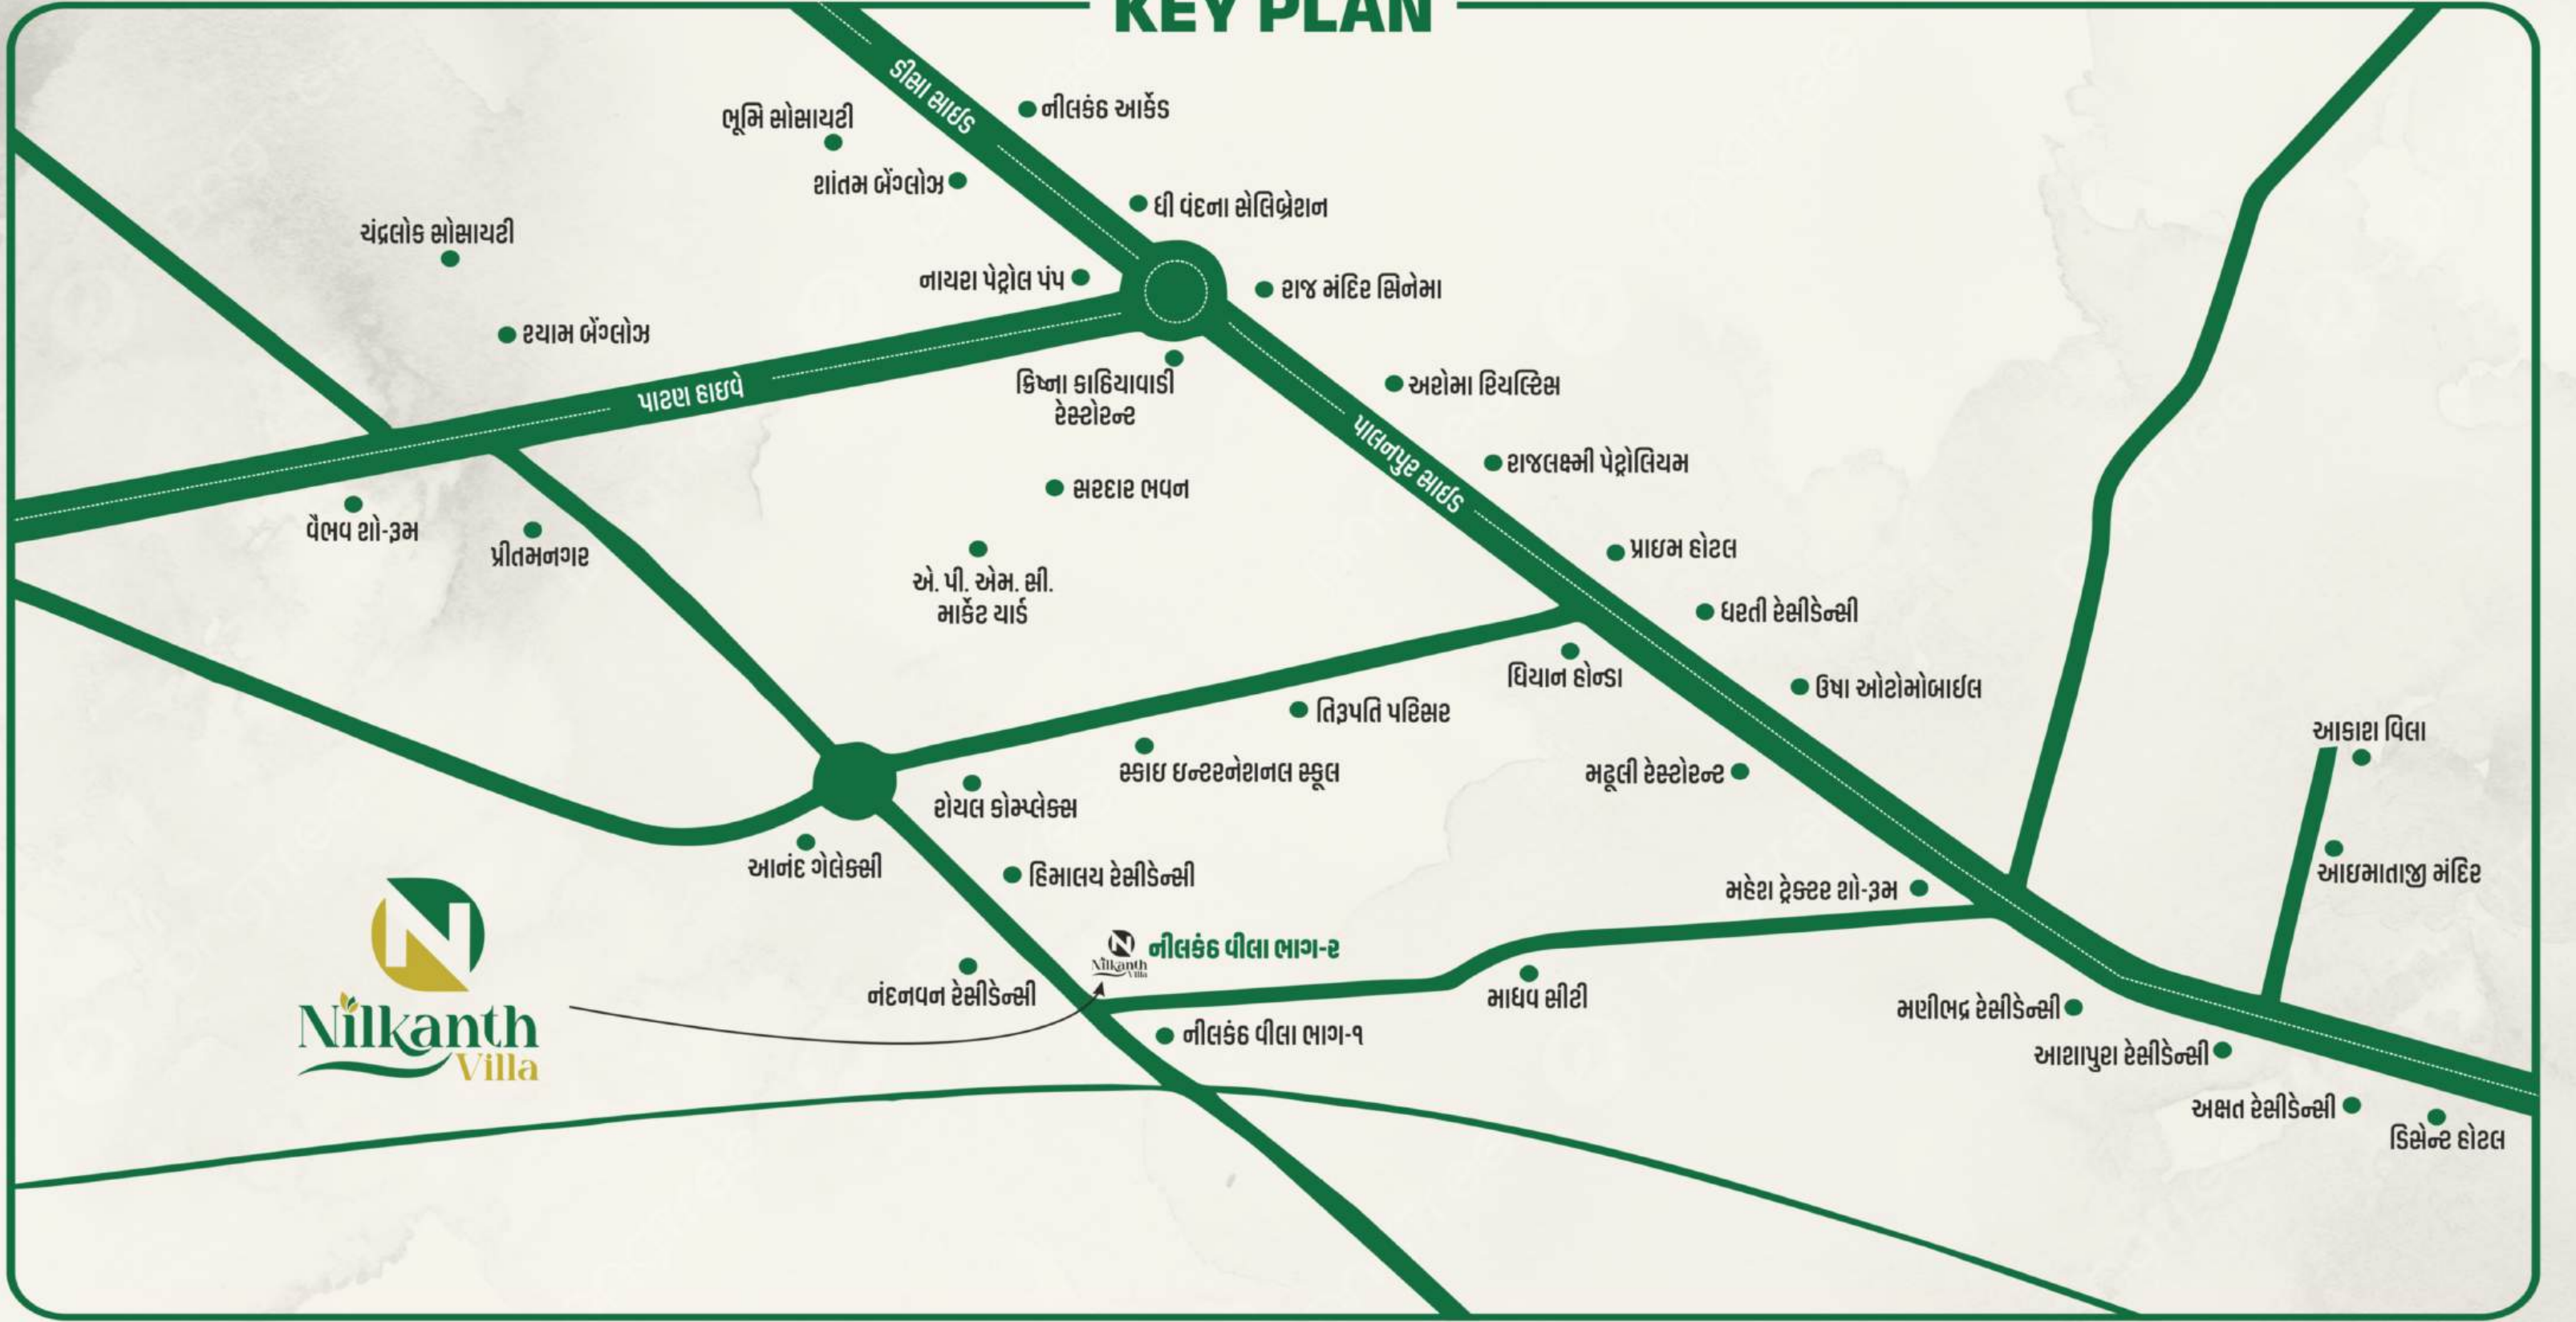 KEY PLAN
ડીસા સાઈડ
નીલકંઠ આર્કેડ
ભૂમિ સોસાયટી
શાંતમ બેંગ્લોઝ
ધી વંદના સેલિબ્રેશન
ચંદ્રલોક સોસાયટી
નાયરા પેટ્રોલ પંપ
રાજ મંદિર સિનેમા
શ્યામ બેંગ્લોઝ
પાટણ હાઇવે
ક્રિષ્ના કાઠિયાવાડી
રેસ્ટોરન્ટ
અરોમા રિયલ્ટિસ
પાલનપુર સાઈડ
રાજલક્ષ્મી પેટ્રોલિયમ
સરદાર ભવન
વૈભવ શો-રૂમ
પ્રીતમનગર
પ્રાઇમ હોટલ
એ. પી. એમ. સી.
માર્કેટ યાર્ડ
ધરતી રેસીડેન્સી
ધિયાન હોન્ડા
ઉષા ઓટોમોબાઈલ
તિરૂપતિ પરિસર
આકાશ વિલા
સ્કાઇ ઇન્ટરનેશનલ સ્કૂલ
મઢૂલી રેસ્ટોરન્ટ
રોયલ કોમ્પ્લેક્સ
આનંદ ગેલેક્સી
હિમાલય રેસીડેન્સી
આઇમાતાજી મંદિર
મહેશ ટ્રેક્ટર શો-રૂમ
N
Nilkanth
Villa
નીલકંઠ વીલા ભાગ-૨
નંદનવન રેસીડેન્સી
માધવ સીટી
મણીભદ્ર રેસીડેન્સી
N
Nilkanth
Villa
નીલકંઠ વીલા ભાગ-૧
આશાપુરા રેસીડેન્સી
અક્ષત રેસીડેન્સી
ડિસેન્ટ હોટલ